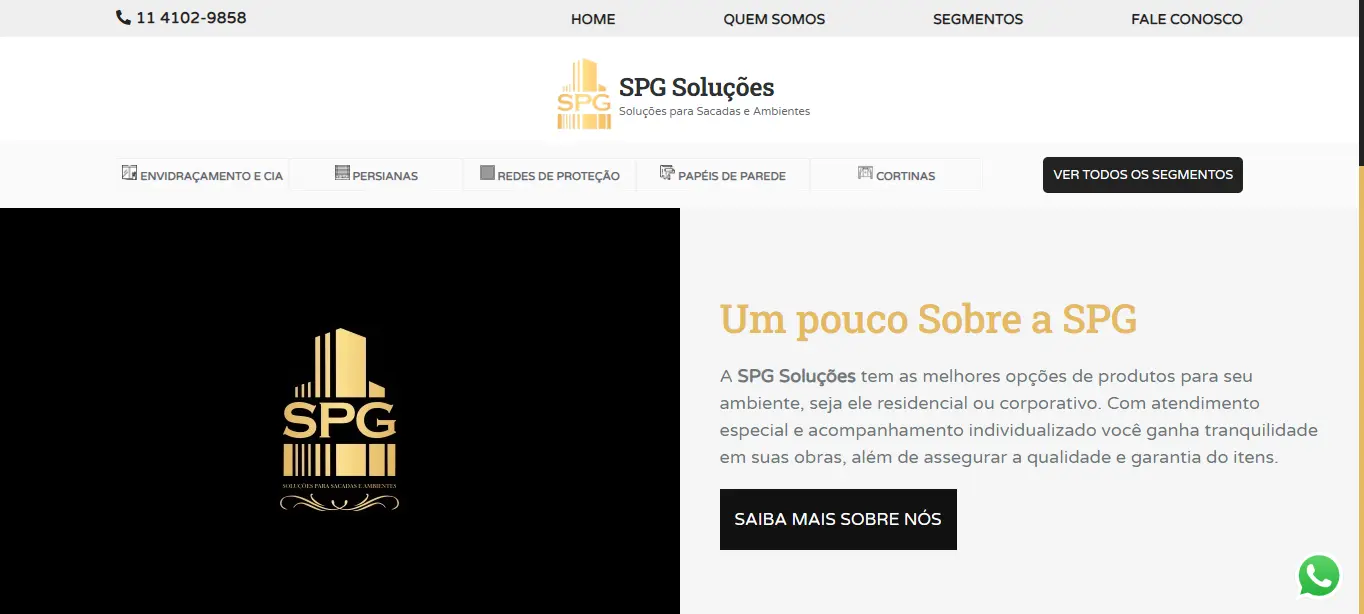 11 4102-9858
HOME
QUEM SOMOS
SEGMENTOS
FALE CONOSCO
SPG
SPG Soluções
Soluções para Sacadas e Ambientes
ENVIDRAÇAMENTO E CIA
PERSIANAS
REDES DE PROTEÇÃO
PAPÉIS DE PAREDE
CORTINAS
VER TODOS OS SEGMENTOS
SPG
SOLUÇÕES PARA SACADAS E AMBIENTES
Um pouco Sobre a SPG
A SPG Soluções tem as melhores opções de produtos para seu
ambiente, seja ele residencial ou corporativo. Com atendimento
especial e acompanhamento individualizado você ganha tranquilidade
em suas obras, além de assegurar a qualidade e garantia do itens.
SAIBA MAIS SOBRE NÓS